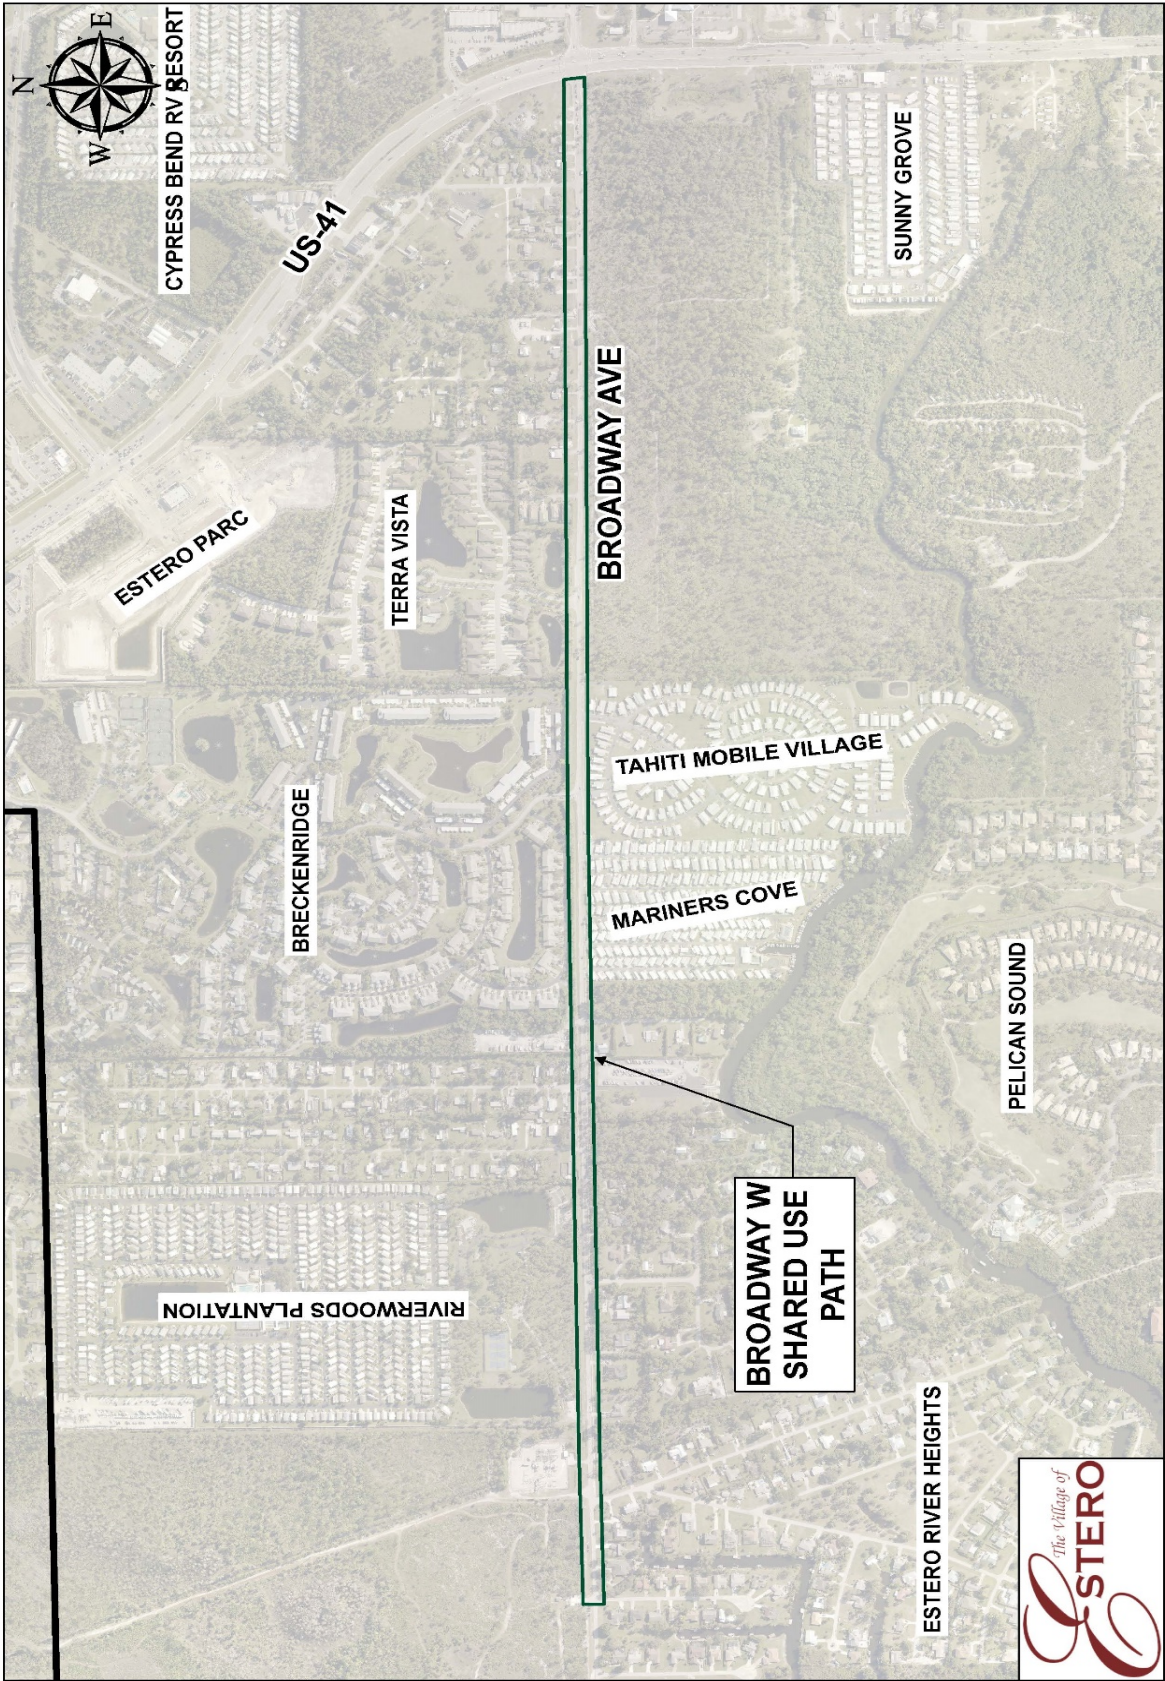 N
E
S
W
CYPRESS BEND RV RESORT
US-41
SUNNY GROVE
BROADWAY AVE
ESTERO PARC
TERRA VISTA
TAHITI MOBILE VILLAGE
BRECKENRIDGE
MARINERS COVE
PELICAN SOUND
BROADWAY W
SHARED USE
PATH
RIVERWOODS PLANTATION
ESTERO RIVER HEIGHTS
The Village of
ESTERO